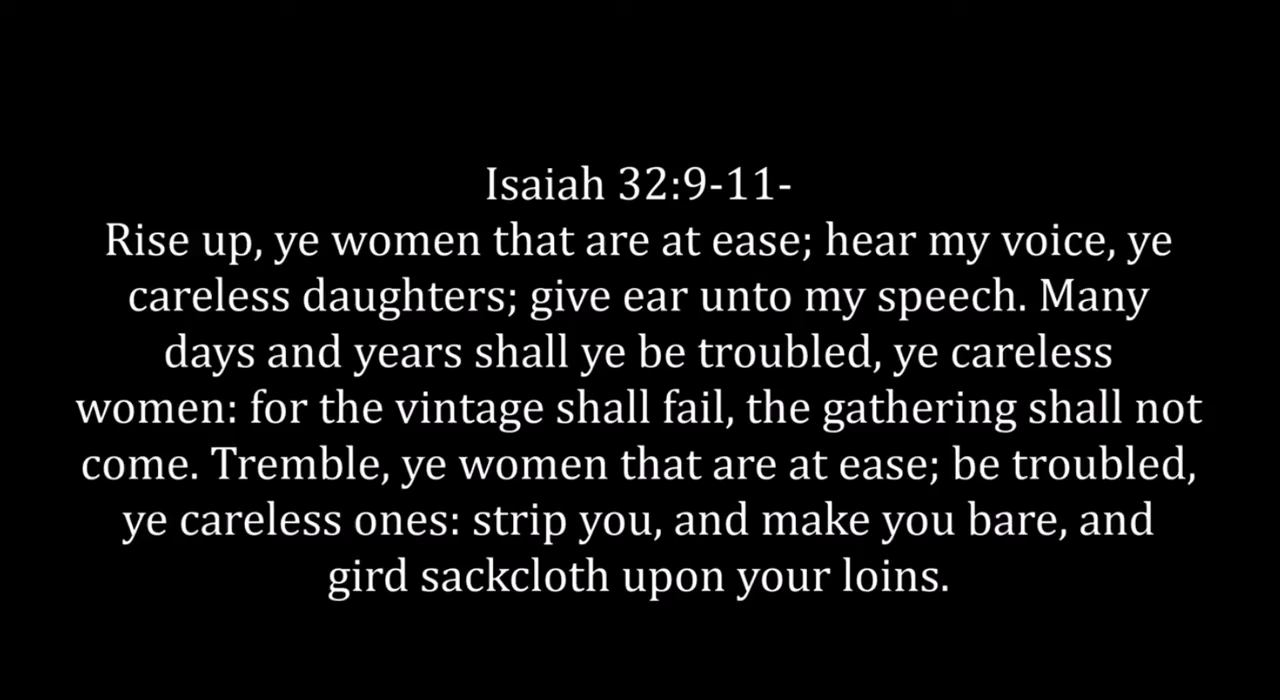 Isaiah 32:9-11-
Rise up, ye women that are at ease; hear my voice, ye
careless daughters; give ear unto my speech. Many
days and years shall ye be troubled, ye careless
women: for the vintage shall fail, the gathering shall not
come. Tremble, ye women that are at ease; be troubled,
ye careless ones: strip you, and make you bare, and
gird sackcloth upon your loins.